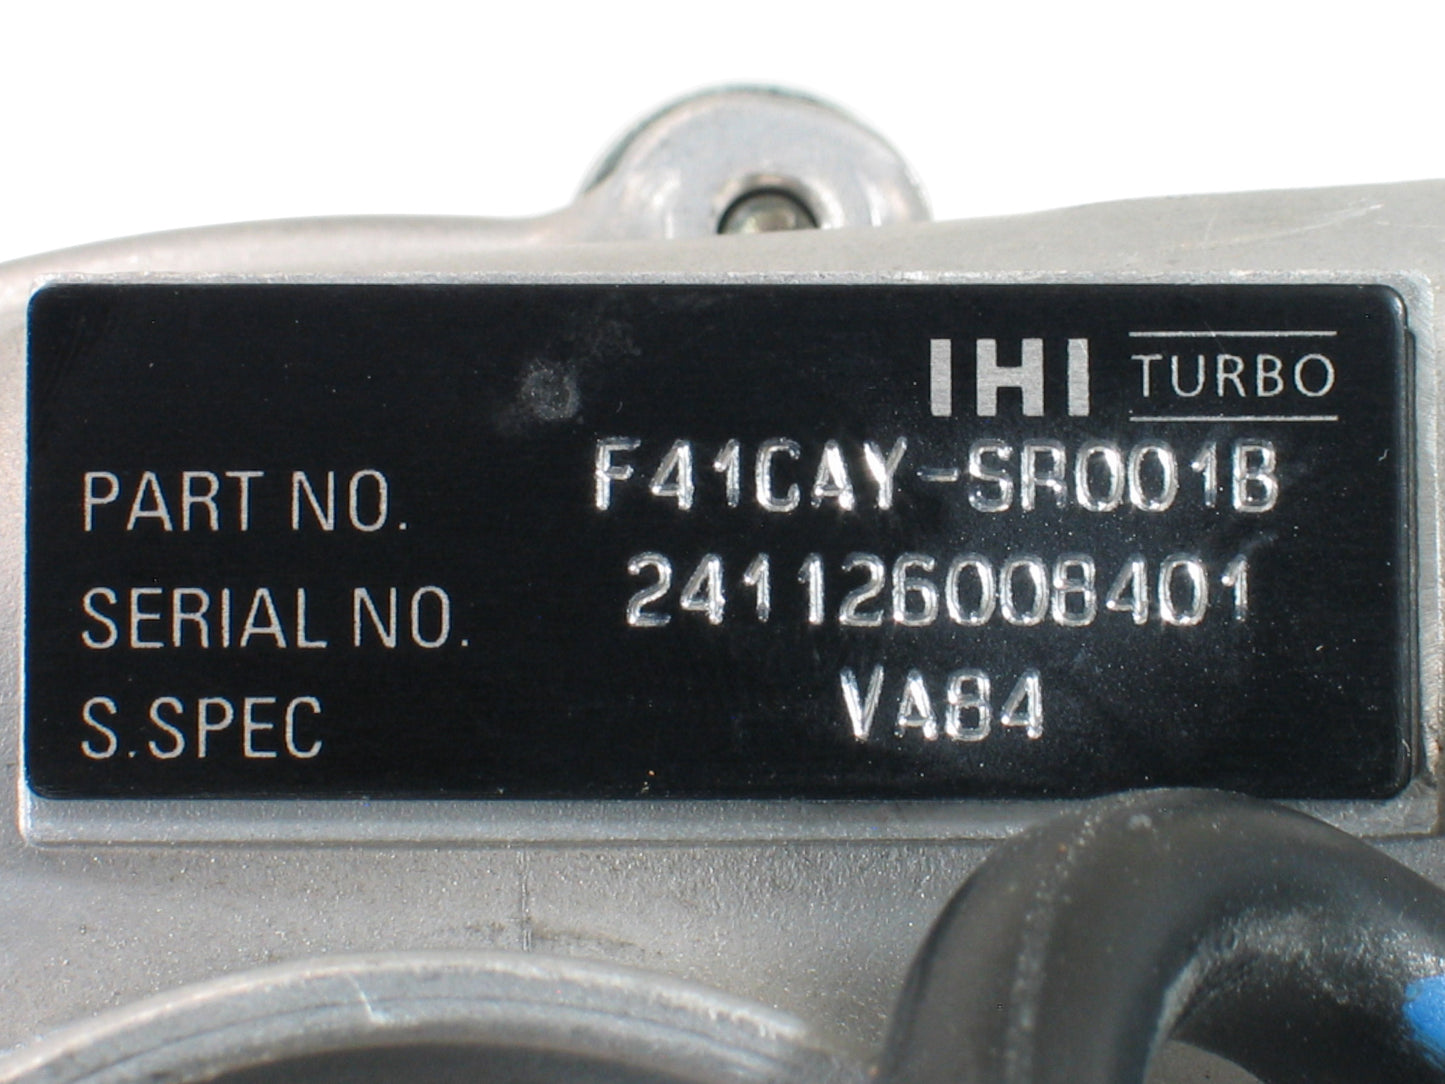 IHI TURBO
PART NO. F41CAY-SR001B
SERIAL NO. 241126008401
S.SPEC VA84